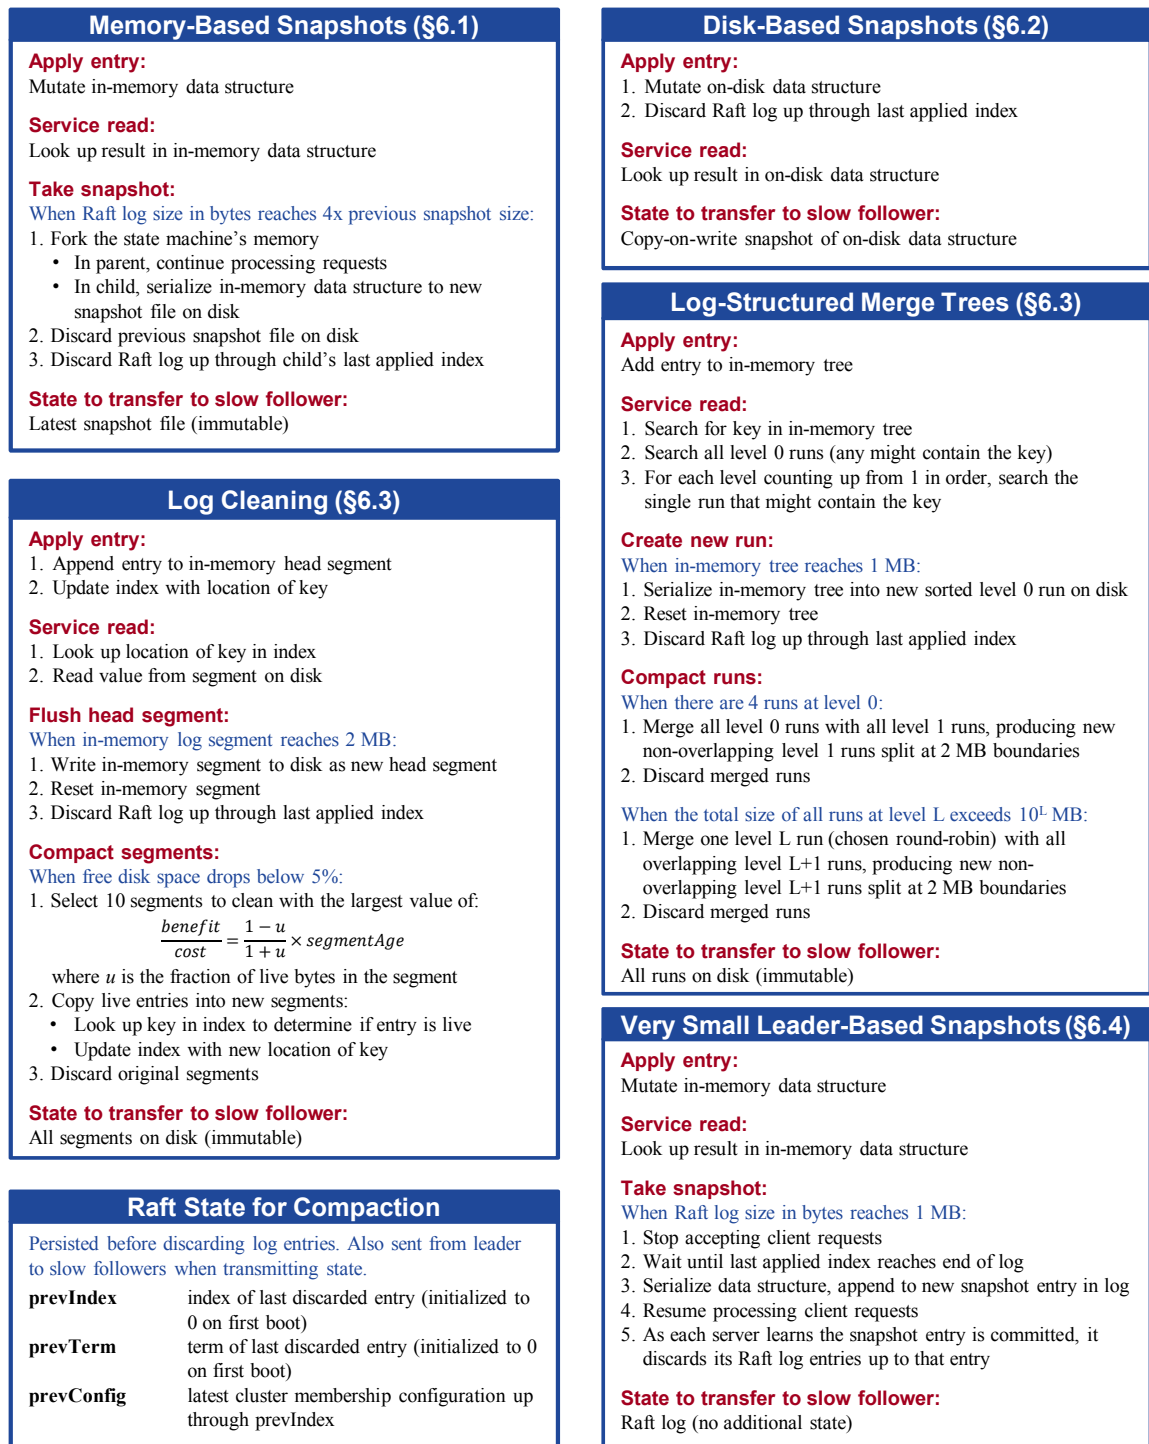 Memory-Based Snapshots (§6.1)
Apply entry:
Mutate in-memory data structure
Service read:
Look up result in in-memory data structure
Take snapshot:
When Raft log size in bytes reaches 4x previous snapshot size:
1. Fork the state machine's memory
• In parent, continue processing requests
• In child, serialize in-memory data structure to new
snapshot file on disk
2. Discard previous snapshot file on disk
3. Discard Raft log up through child's last applied index
State to transfer to slow follower:
Latest snapshot file (immutable)
Log Cleaning (§6.3)
Apply entry:
1. Append entry to in-memory head segment
2. Update index with location of key
Service read:
1. Look up location of key in index
2. Read value from segment on disk
Flush head segment:
When in-memory log segment reaches 2 MB:
1. Write in-memory segment to disk as new head segment
2. Reset in-memory segment
3. Discard Raft log up through last applied index
Compact segments:
When free disk space drops below 5%:
1. Select 10 segments to clean with the largest value of:
benefit/cost = (1 − u)/(1 + u) × segmentAge
where u is the fraction of live bytes in the segment
2. Copy live entries into new segments:
• Look up key in index to determine if entry is live
• Update index with new location of key
3. Discard original segments
State to transfer to slow follower:
All segments on disk (immutable)
Raft State for Compaction
Persisted before discarding log entries. Also sent from leader
to slow followers when transmitting state.
prevIndex index of last discarded entry (initialized to
0 on first boot)
prevTerm term of last discarded entry (initialized to 0
on first boot)
prevConfig latest cluster membership configuration up
through prevIndex
Disk-Based Snapshots (§6.2)
Apply entry:
1. Mutate on-disk data structure
2. Discard Raft log up through last applied index
Service read:
Look up result in on-disk data structure
State to transfer to slow follower:
Copy-on-write snapshot of on-disk data structure
Log-Structured Merge Trees (§6.3)
Apply entry:
Add entry to in-memory tree
Service read:
1. Search for key in in-memory tree
2. Search all level 0 runs (any might contain the key)
3. For each level counting up from 1 in order, search the
single run that might contain the key
Create new run:
When in-memory tree reaches 1 MB:
1. Serialize in-memory tree into new sorted level 0 run on disk
2. Reset in-memory tree
3. Discard Raft log up through last applied index
Compact runs:
When there are 4 runs at level 0:
1. Merge all level 0 runs with all level 1 runs, producing new
non-overlapping level 1 runs split at 2 MB boundaries
2. Discard merged runs
When the total size of all runs at level L exceeds 10^L MB:
1. Merge one level L run (chosen round-robin) with all
overlapping level L+1 runs, producing new non-
overlapping level L+1 runs split at 2 MB boundaries
2. Discard merged runs
State to transfer to slow follower:
All runs on disk (immutable)
Very Small Leader-Based Snapshots (§6.4)
Apply entry:
Mutate in-memory data structure
Service read:
Look up result in in-memory data structure
Take snapshot:
When Raft log size in bytes reaches 1 MB:
1. Stop accepting client requests
2. Wait until last applied index reaches end of log
3. Serialize data structure, append to new snapshot entry in log
4. Resume processing client requests
5. As each server learns the snapshot entry is committed, it
discards its Raft log entries up to that entry
State to transfer to slow follower:
Raft log (no additional state)